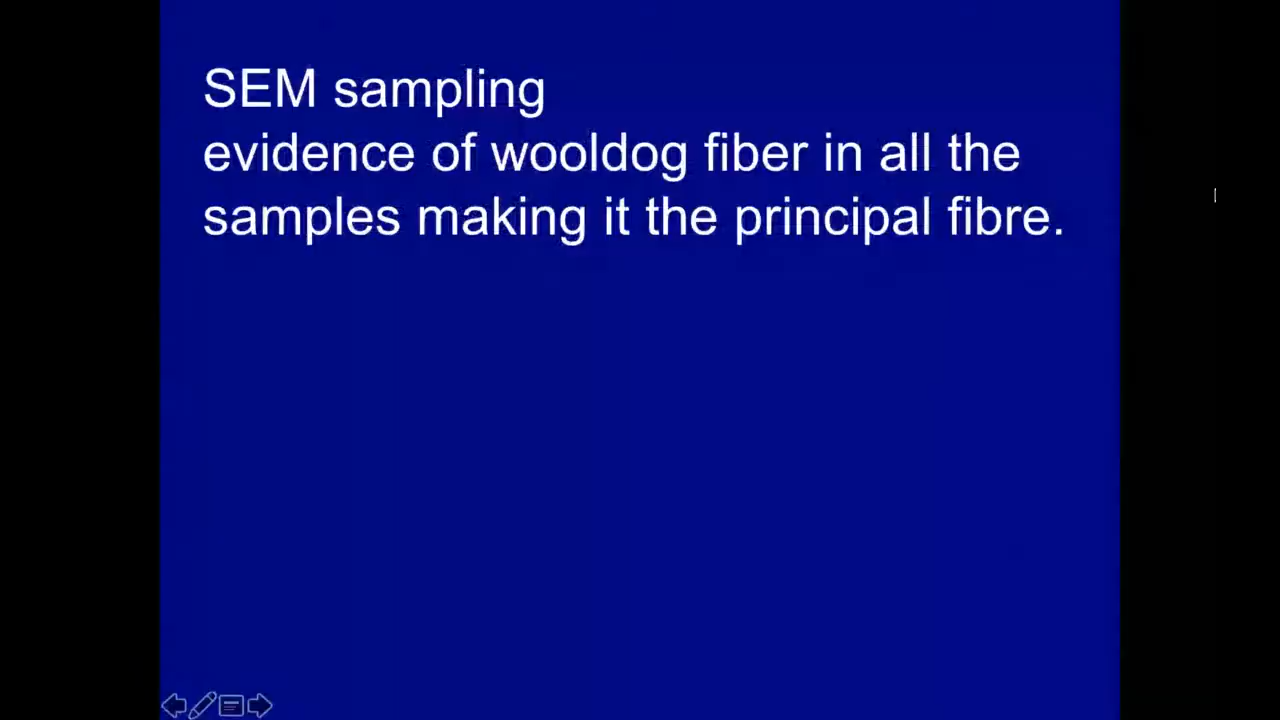 SEM sampling
evidence of wooldog fiber in all the
samples making it the principal fibre.